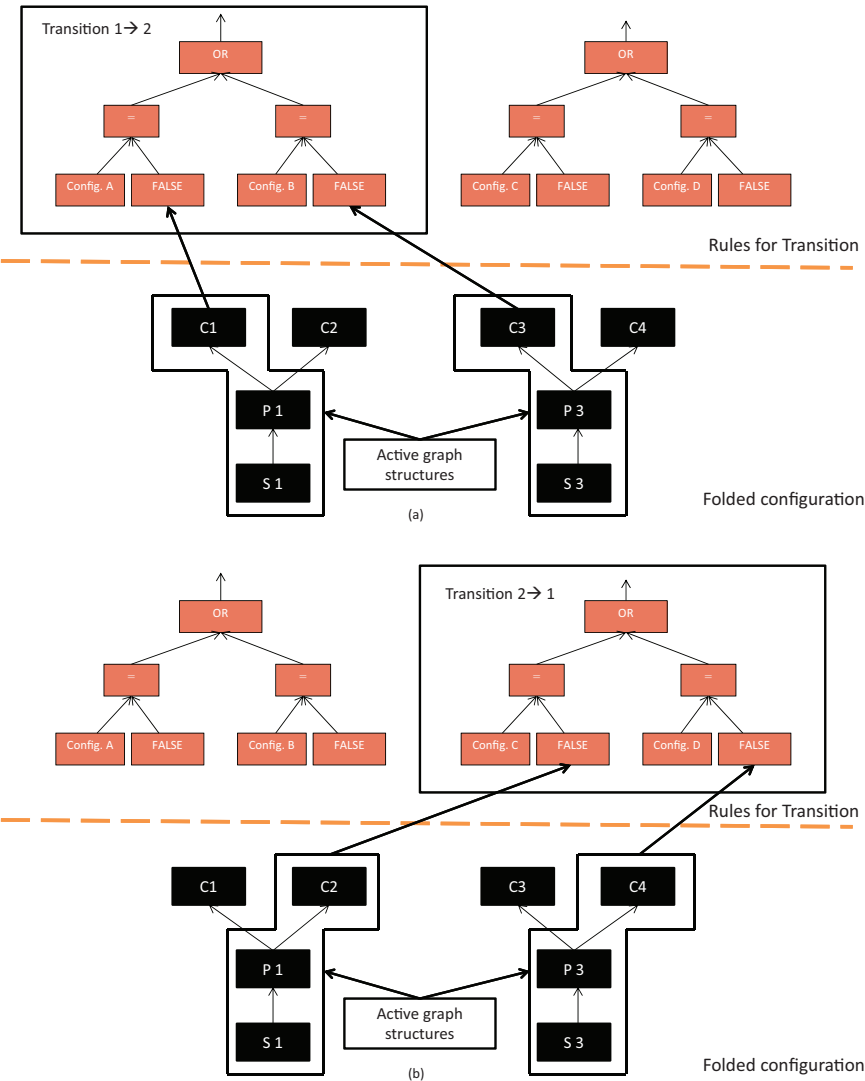 Transition 1→ 2
OR
OR
=
=
=
=
Config. A
FALSE
Config. B
FALSE
Config. C
FALSE
Config. D
FALSE
Rules for Transition
C1
C2
C3
C4
P 1
P 3
Active graph
structures
S 1
S 3
Folded configuration
(a)
Transition 2→ 1
OR
OR
=
=
=
=
Config. A
FALSE
Config. B
FALSE
Config. C
FALSE
Config. D
FALSE
Rules for Transition
C1
C2
C3
C4
P 1
P 3
Active graph
structures
S 1
S 3
Folded configuration
(b)